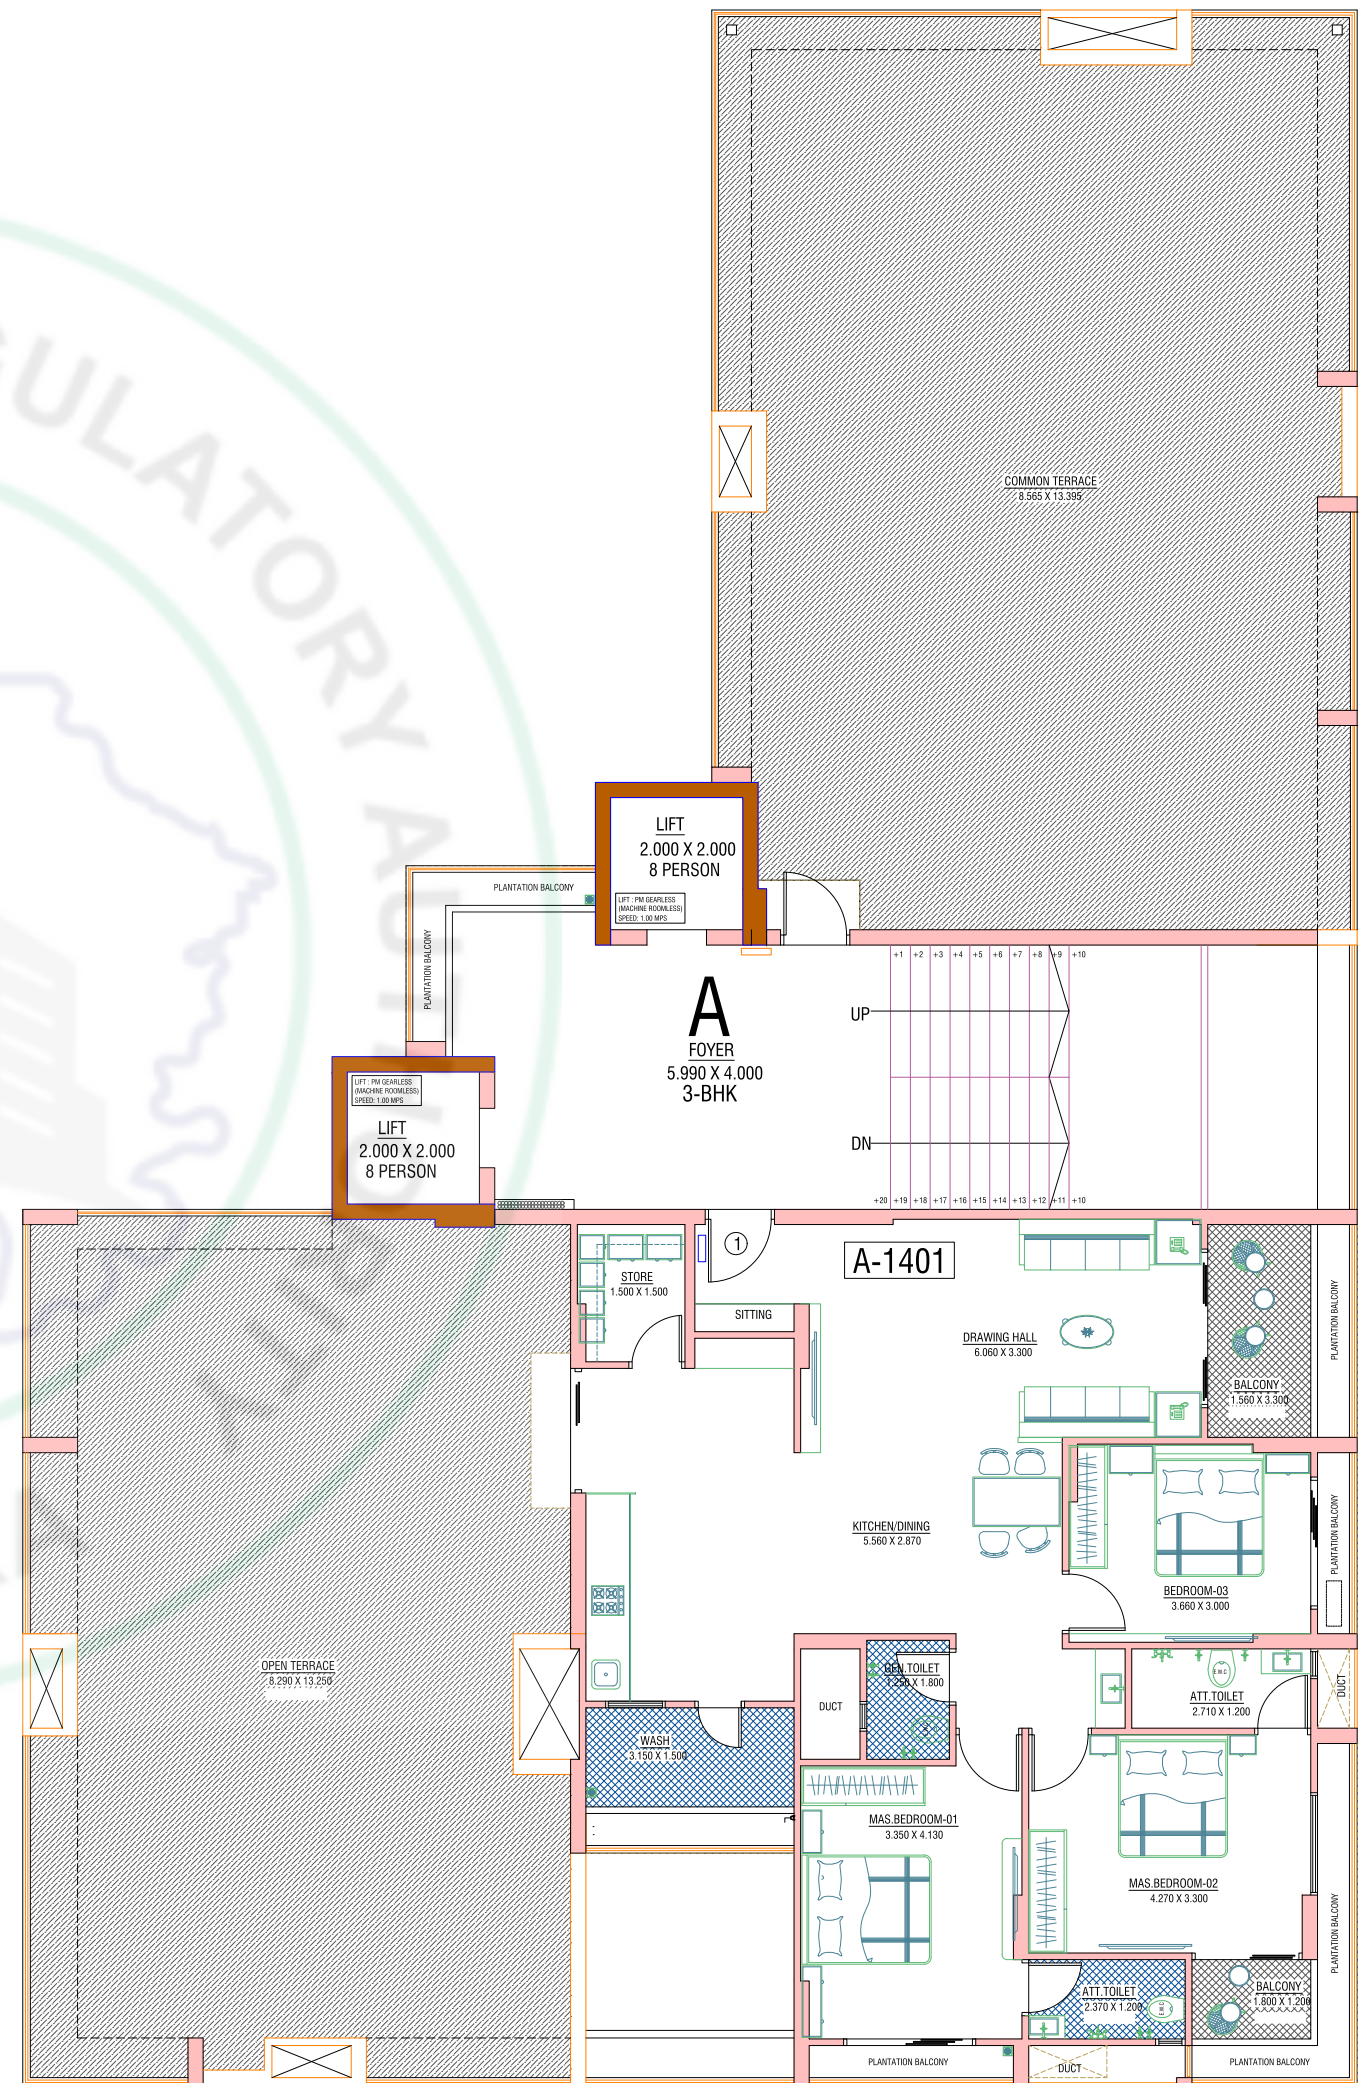 COMMON TERRACE
8.565 X 13.395
LIFT
2.000 X 2.000
8 PERSON
LIFT : PM GEARLESS
(MACHINE ROOMLESS)
SPEED: 1.00 MPS
PLANTATION BALCONY
PLANTATION BALCONY
+1 +2 +3 +4 +5 +6 +7 +8 +9 +10
A
FOYER
5.990 X 4.000
3-BHK
UP
DN
+20 +19 +18 +17 +16 +15 +14 +13 +12 +11 +10
LIFT : PM GEARLESS
(MACHINE ROOMLESS)
SPEED: 1.00 MPS
LIFT
2.000 X 2.000
8 PERSON
1
A-1401
STORE
1.500 X 1.500
SITTING
DRAWING HALL
6.060 X 3.300
BALCONY
1.560 X 3.300
PLANTATION BALCONY
KITCHEN/DINING
5.560 X 2.870
BEDROOM-03
3.660 X 3.000
PLANTATION BALCONY
OPEN TERRACE
8.290 X 13.250
GEN.TOILET
1.250 X 1.800
DUCT
E.W.C
ATT.TOILET
2.710 X 1.200
DUCT
WASH
3.150 X 1.500
MAS.BEDROOM-01
3.350 X 4.130
MAS.BEDROOM-02
4.270 X 3.300
PLANTATION BALCONY
ATT.TOILET
2.370 X 1.200
BALCONY
1.800 X 1.200
PLANTATION BALCONY
DUCT
PLANTATION BALCONY
GULATORY AUTHO